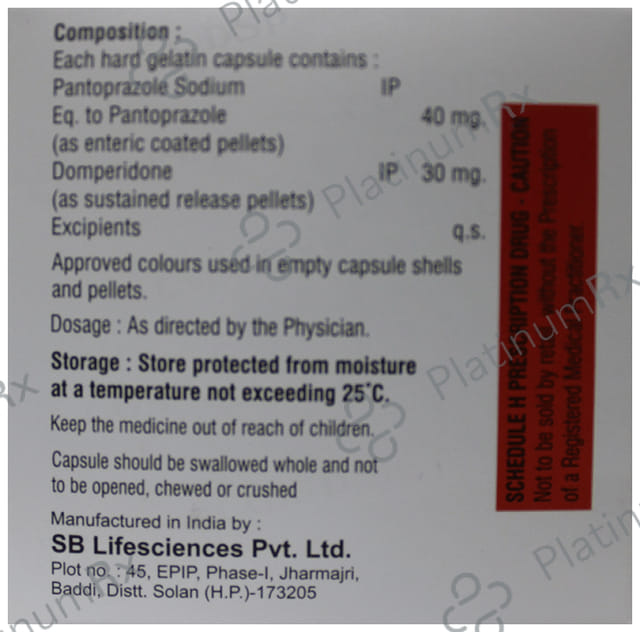 Composition :
Each hard gelatin capsule contains :
Pantoprazole Sodium IP
Eq. to Pantoprazole 40 mg.
(as enteric coated pellets)
Domperidone IP 30 mg.
(as sustained release pellets)
Excipients q.s.
Approved colours used in empty capsule shells
and pellets.
Dosage : As directed by the Physician.
Storage : Store protected from moisture
at a temperature not exceeding 25°C.
Keep the medicine out of reach of children.
Capsule should be swallowed whole and not
to be opened, chewed or crushed
Manufactured in India by :
SB Lifesciences Pvt. Ltd.
Plot no. : 45, EPIP, Phase-I, Jharmajri,
Baddi, Distt. Solan (H.P.)-173205
SCHEDULE H PRESCRIPTION DRUG - CAUTION
Not to be sold by retail without the Prescription
of a Registered Medical Practitioner.
PlatinumRx
PlatinumRx
PlatinumRx